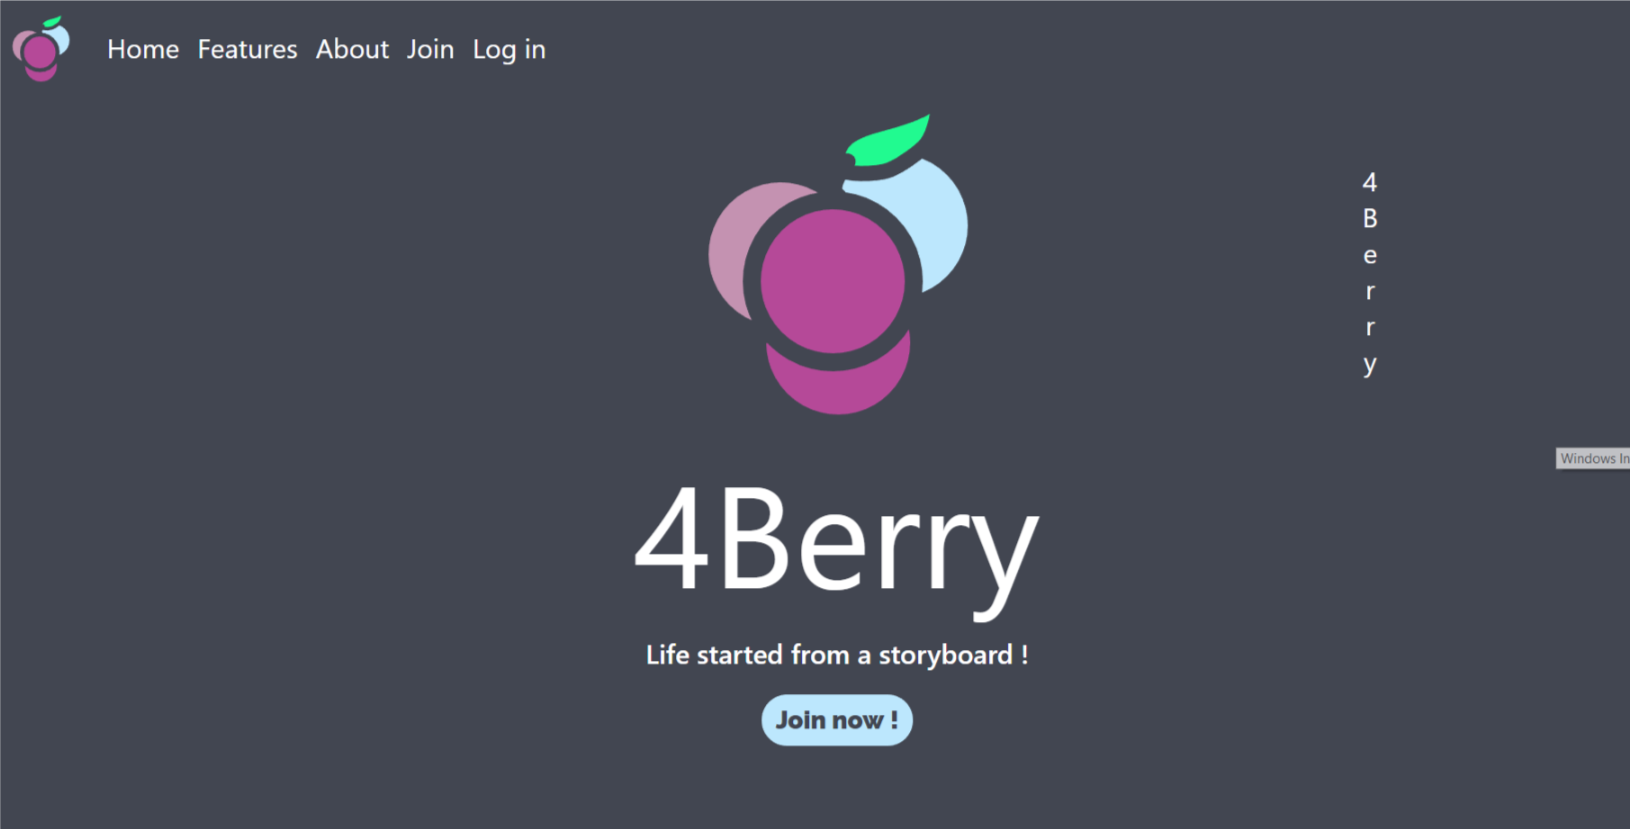 Home Features About Join Log in
4
B
e
r
r
y
Windows In
4Berry
Life started from a storyboard !
Join now !